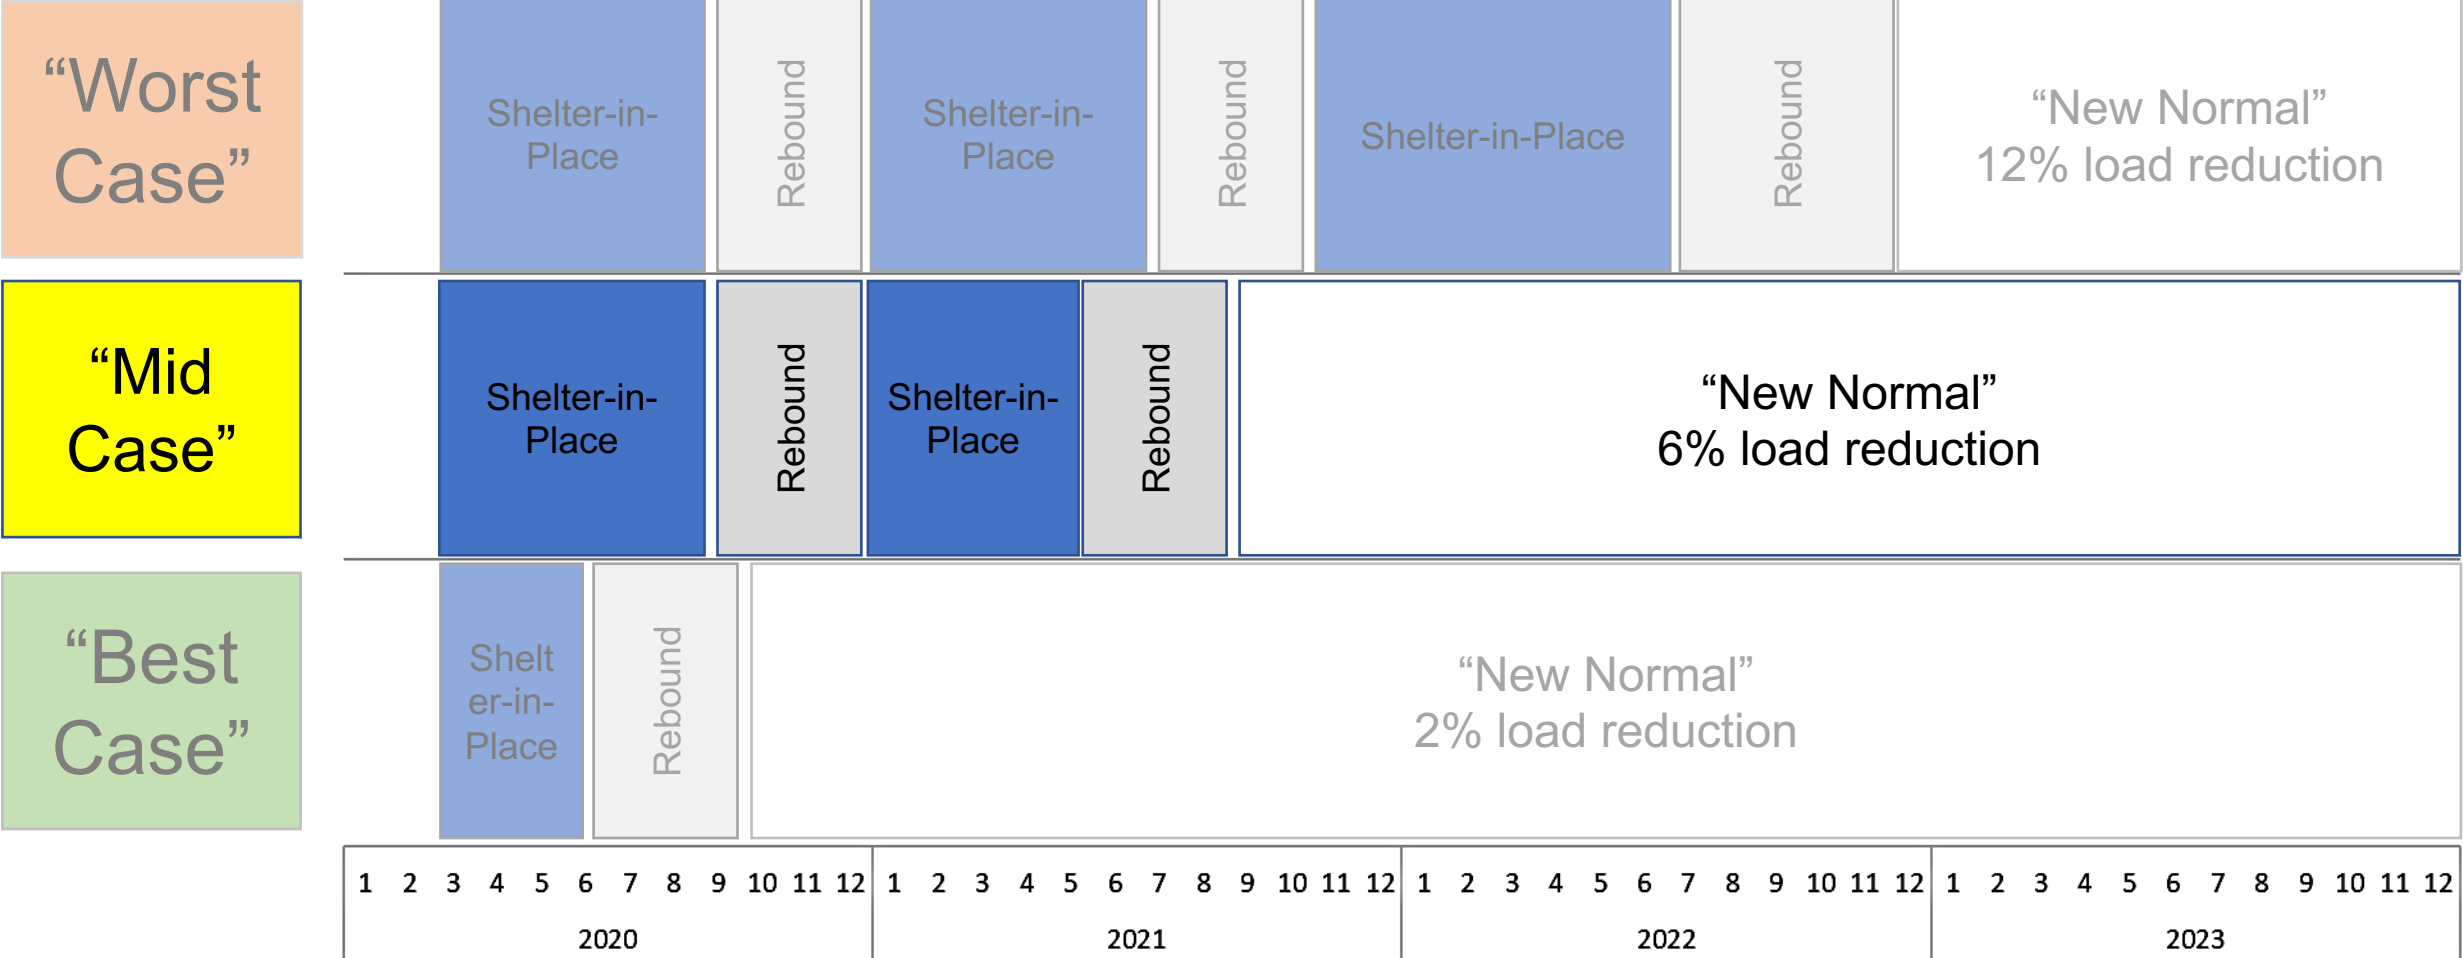 “Worst
Case”
Shelter-in-
Place
Rebound
Shelter-in-
Place
Rebound
Shelter-in-Place
Rebound
“New Normal”
12% load reduction
“Mid
Case”
Shelter-in-
Place
Rebound
Shelter-in-
Place
Rebound
“New Normal”
6% load reduction
“Best
Case”
Shelt
er-in-
Place
Rebound
“New Normal”
2% load reduction
1 2 3 4 5 6 7 8 9 10 11 12 1 2 3 4 5 6 7 8 9 10 11 12 1 2 3 4 5 6 7 8 9 10 11 12 1 2 3 4 5 6 7 8 9 10 11 12
2020 2021 2022 2023